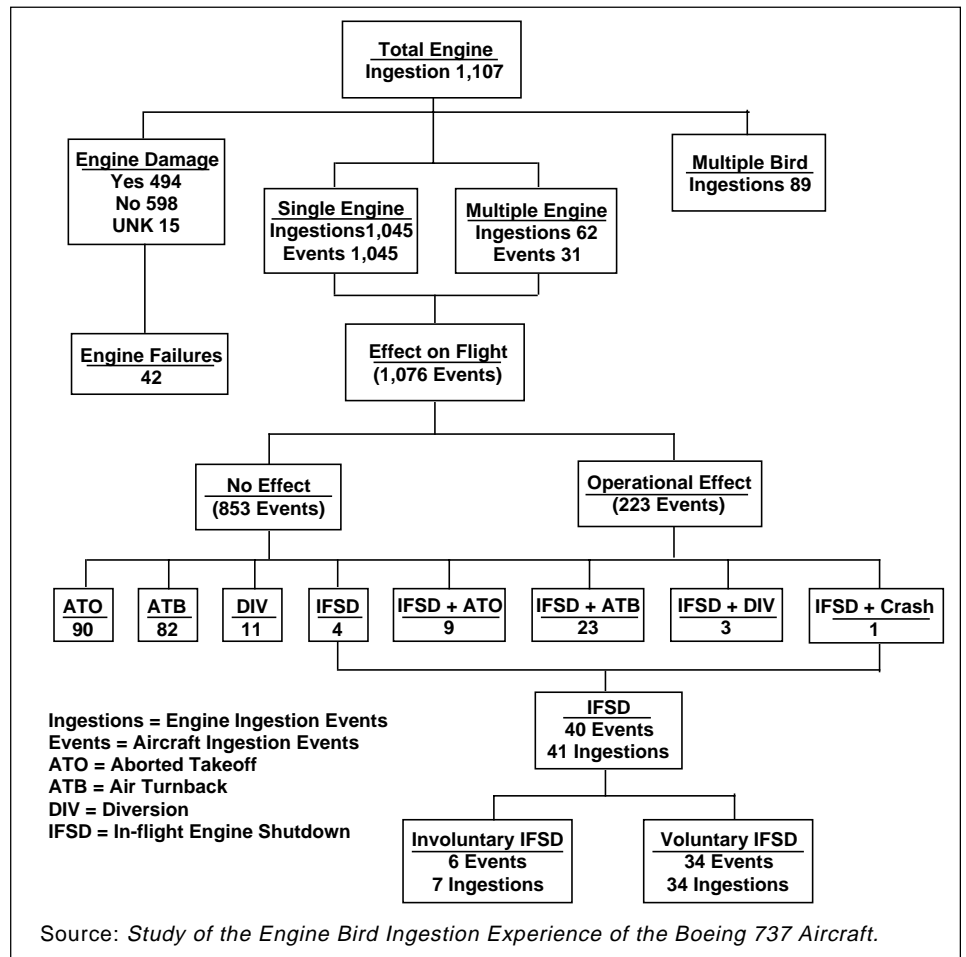 Total Engine
Ingestion 1,107
Engine Damage
Yes 494
No 598
UNK 15
Single Engine
Ingestions1,045
Events 1,045
Multiple Engine
Ingestions 62
Events 31
Multiple Bird
Ingestions 89
Engine Failures
42
Effect on Flight
(1,076 Events)
No Effect
(853 Events)
Operational Effect
(223 Events)
ATO
90
ATB
82
DIV
11
IFSD
4
IFSD + ATO
9
IFSD + ATB
23
IFSD + DIV
3
IFSD + Crash
1
Ingestions = Engine Ingestion Events
Events = Aircraft Ingestion Events
ATO = Aborted Takeoff
ATB = Air Turnback
DIV = Diversion
IFSD = In-flight Engine Shutdown
IFSD
40 Events
41 Ingestions
Involuntary IFSD
6 Events
7 Ingestions
Voluntary IFSD
34 Events
34 Ingestions
Source: Study of the Engine Bird Ingestion Experience of the Boeing 737 Aircraft.